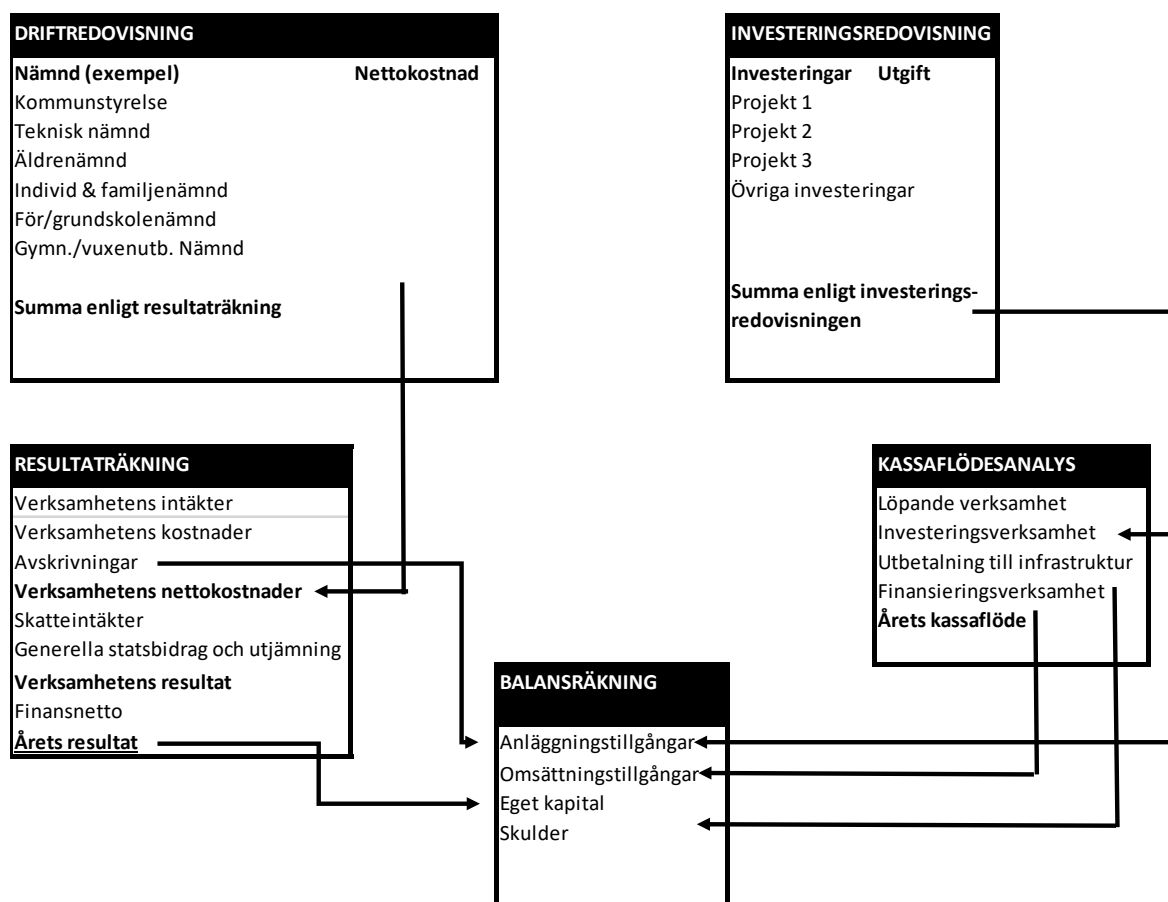 DRIFTREDOVISNING
Nämnd (exempel) Nettokostnad
Kommunstyrelse
Teknisk nämnd
Äldrenämnd
Individ & familjenämnd
För/grundskolenämnd
Gymn./vuxenutb. Nämnd
Summa enligt resultaträkning
INVESTERINGSREDOVISNING
Investeringar Utgift
Projekt 1
Projekt 2
Projekt 3
Övriga investeringar
Summa enligt investerings-
redovisningen
RESULTATRÄKNING
Verksamhetens intäkter
Verksamhetens kostnader
Avskrivningar
Verksamhetens nettokostnader
Skatteintäkter
Generella statsbidrag och utjämning
Verksamhetens resultat
Finansnetto
Årets resultat
KASSAFLÖDESANALYS
Löpande verksamhet
Investeringsverksamhet
Utbetalning till infrastruktur
Finansieringsverksamhet
Årets kassaflöde
BALANSRÄKNING
Anläggningstillgångar
Omsättningstillgångar
Eget kapital
Skulder